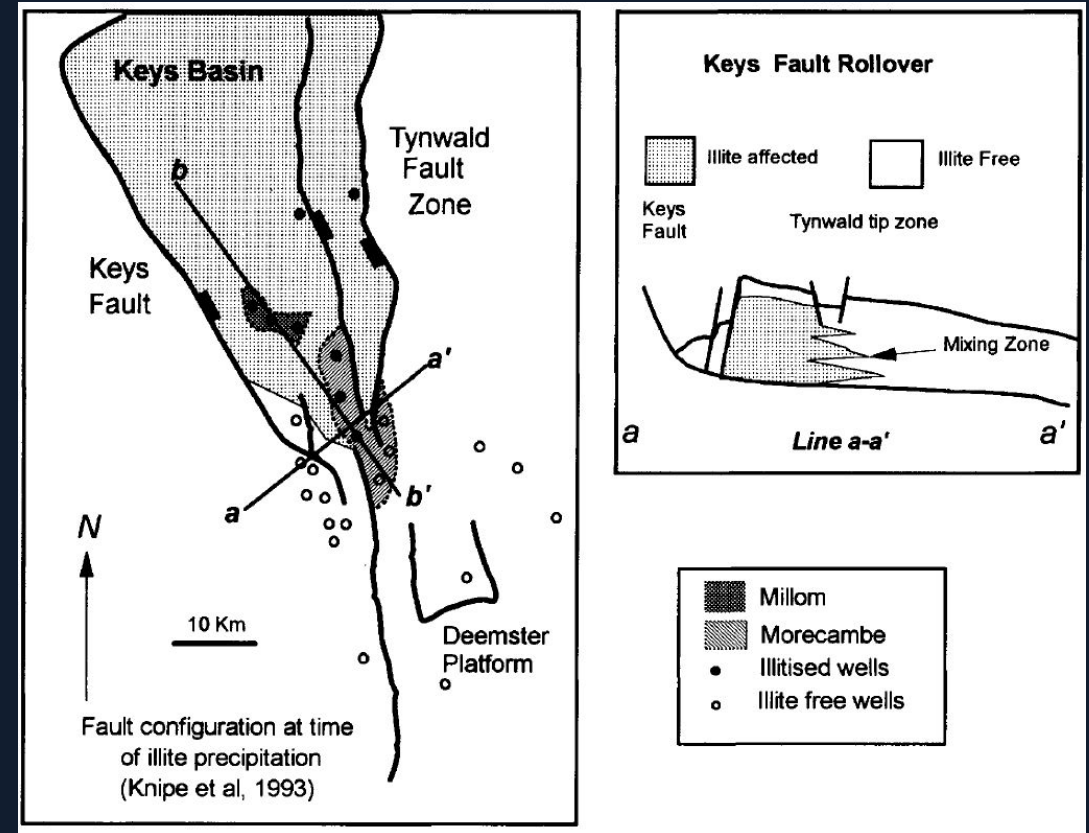 Keys Basin
Tynwald
Fault
Zone
b
Keys
Fault
a'
a
b'
N
10 Km
Deemster
Platform
Fault configuration at time
of illite precipitation
(Knipe et al, 1993)
Keys Fault Rollover
Illite affected
Illite Free
Keys
Fault
Tynwald tip zone
Mixing Zone
a
Line a-a'
a'
Millom
Morecambe
Illitised wells
Illite free wells